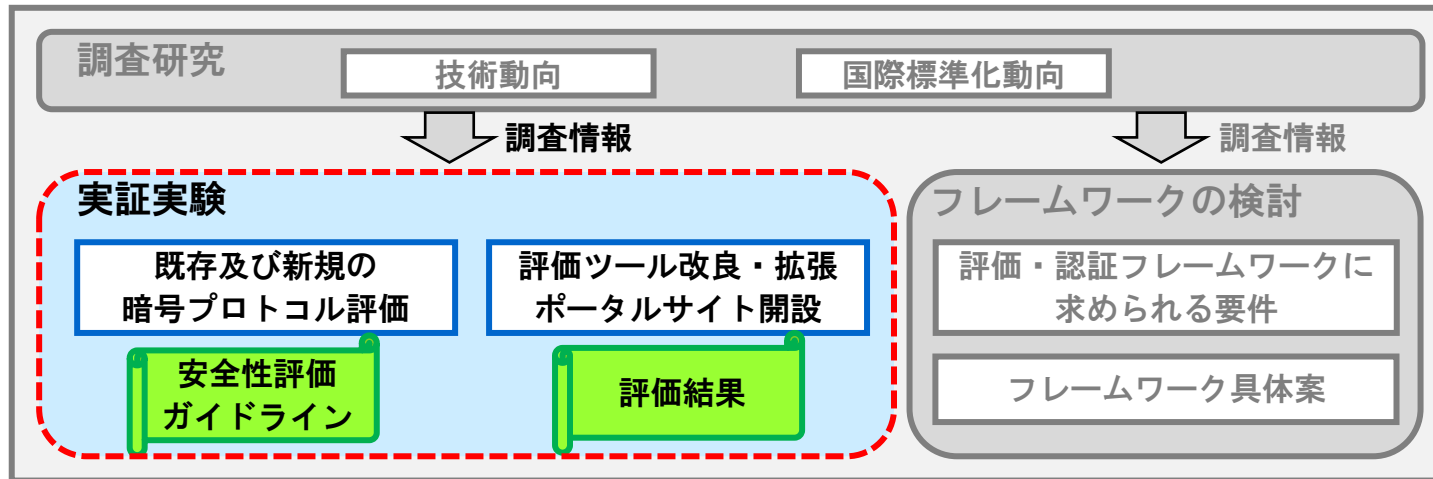 調査研究
技術動向
国際標準化動向
調査情報
調査情報
実証実験
既存及び新規の
暗号プロトコル評価
評価ツール改良・拡張
ポータルサイト開設
安全性評価
ガイドライン
評価結果
フレームワークの検討
評価・認証フレームワークに
求められる要件
フレームワーク具体案